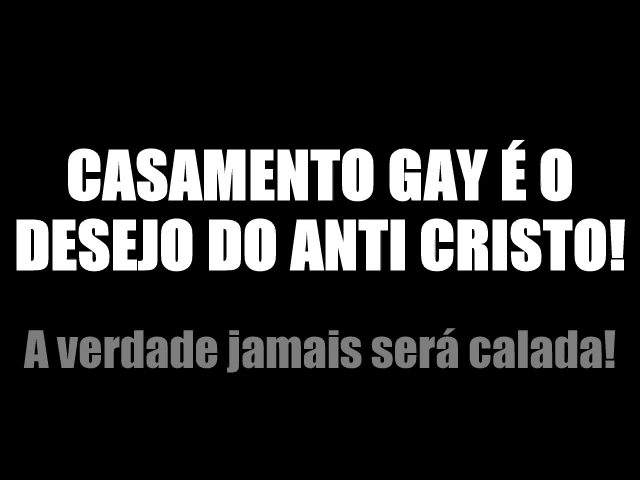 CASAMENTO GAY É O
DESEJO DO ANTI CRISTO!
A verdade jamais será calada!